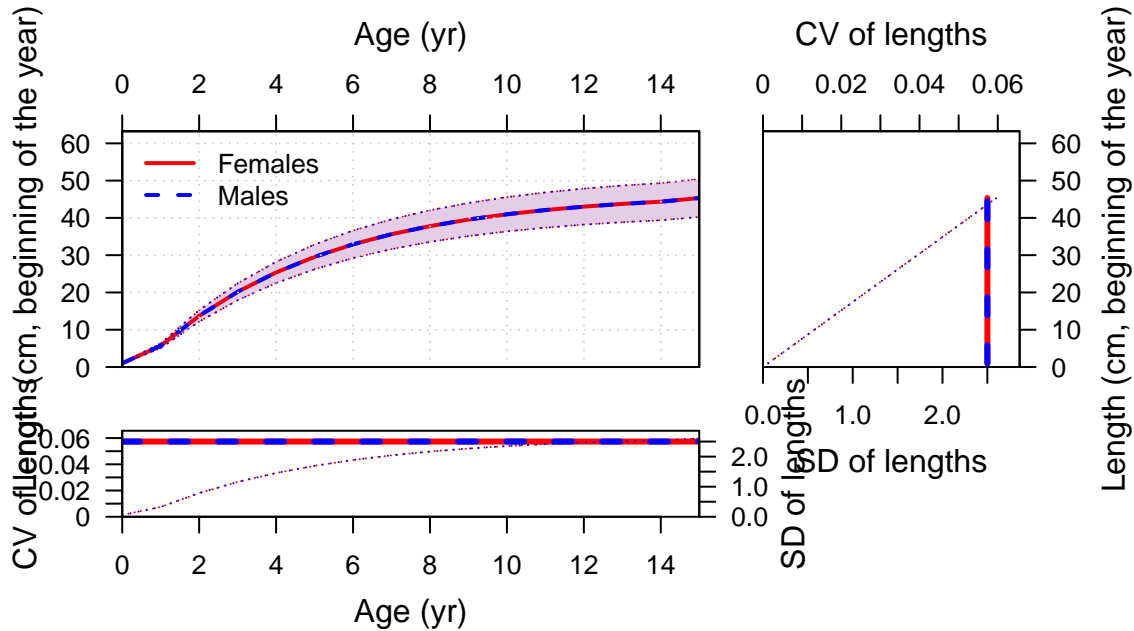 Age (yr)
0 2 4 6 8 10 12 14
Length (cm, beginning of the year)
60
50
40
30
20
10
0
Females
Males
CV of lengths
0 0.02 0.04 0.06
Length (cm, beginning of the year)
60
50
40
30
20
10
0
0.0 1.0 2.0
SD of lengths
CV of lengths
0.06
0.04
0.02
0
SD of lengths
2.0
1.0
0.0
0 2 4 6 8 10 12 14
Age (yr)